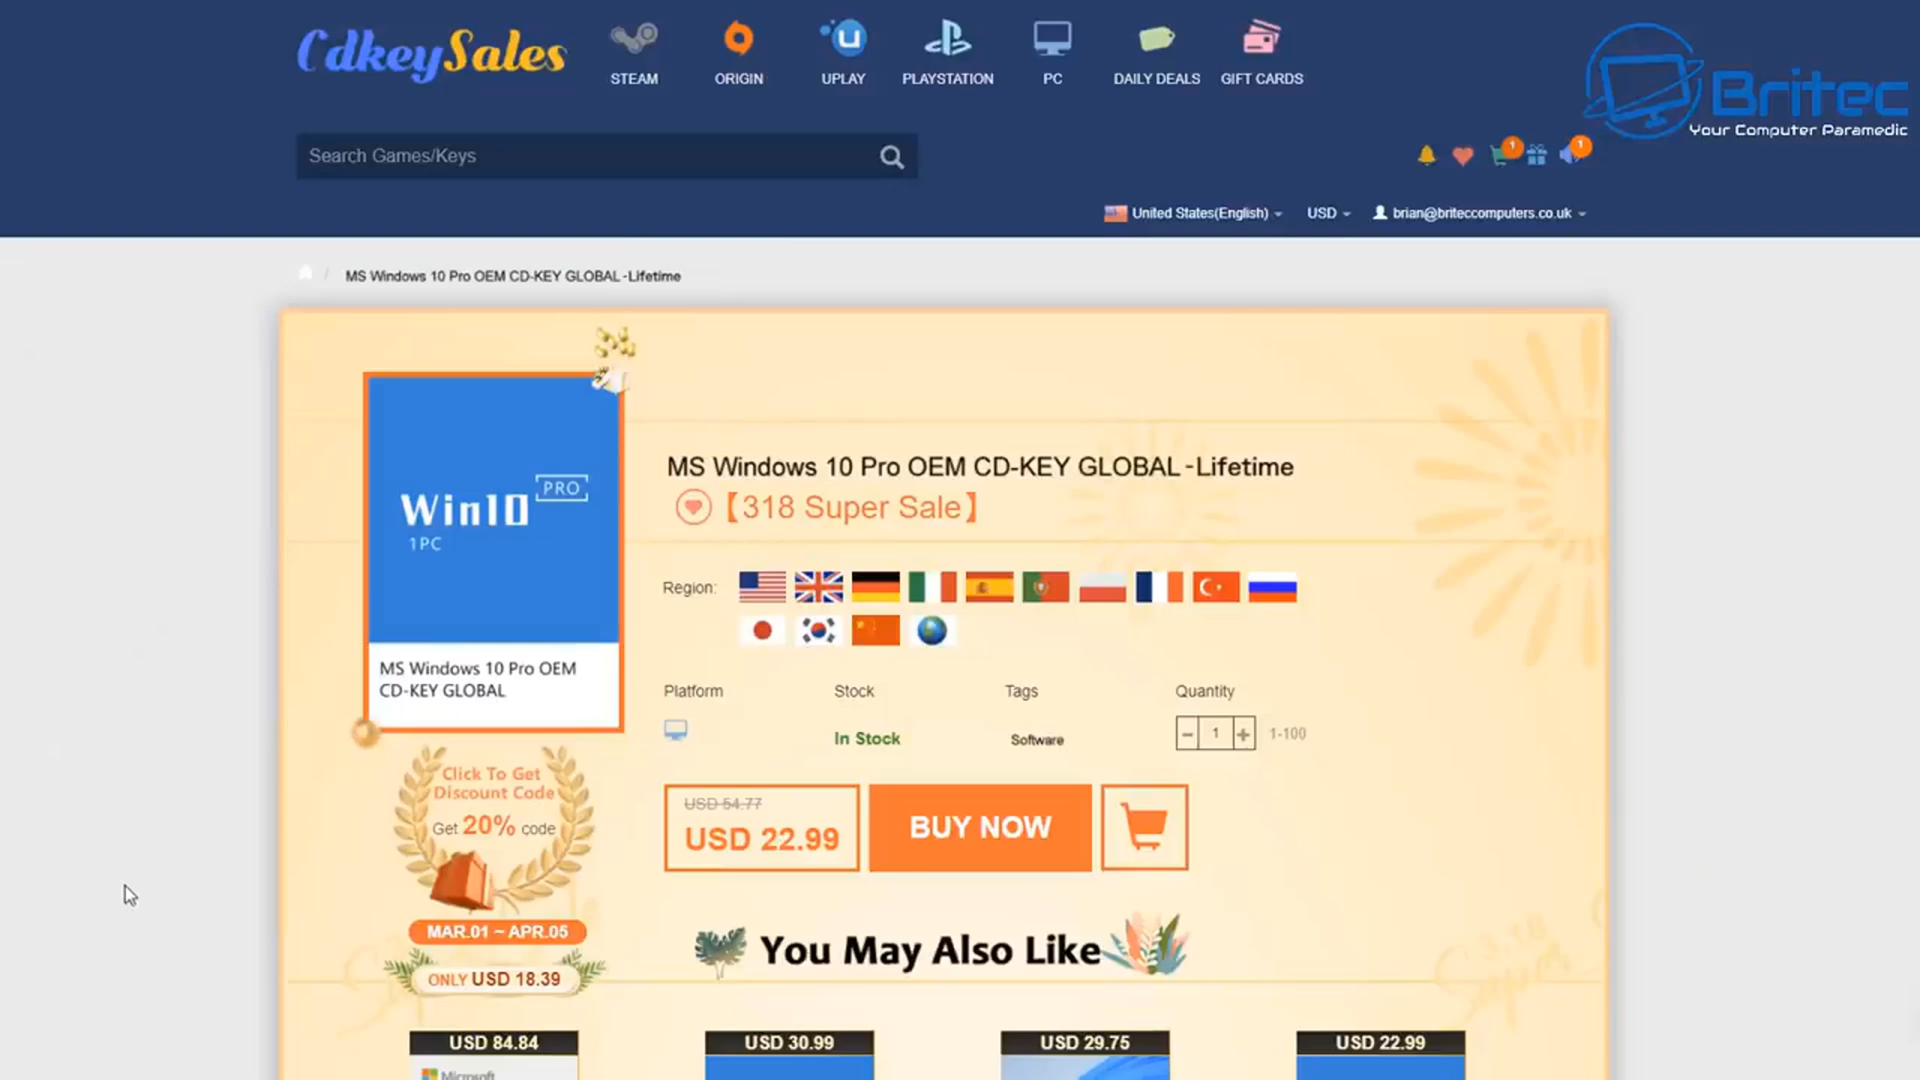 CdkeySales
STEAM
ORIGIN
UPLAY
PLAYSTATION
PC
DAILY DEALS
GIFT CARDS
Britec
Your Computer Paramedic
Search Games/Keys
1
1
United States(English)
USD
brian@briteccomputers.co.uk
/ MS Windows 10 Pro OEM CD-KEY GLOBAL -Lifetime
Win10 PRO
1PC
MS Windows 10 Pro OEM
CD-KEY GLOBAL
MS Windows 10 Pro OEM CD-KEY GLOBAL -Lifetime
【318 Super Sale】
Region:
Platform
Stock
Tags
Quantity
In Stock
Software
- 1 + 1-100
Click To Get
Discount Code
Get 20% code
MAR.01 ~ APR.05
ONLY USD 18.39
USD 54.77
USD 22.99
BUY NOW
You May Also Like
USD 84.84
USD 30.99
USD 29.75
USD 22.99
Microsoft